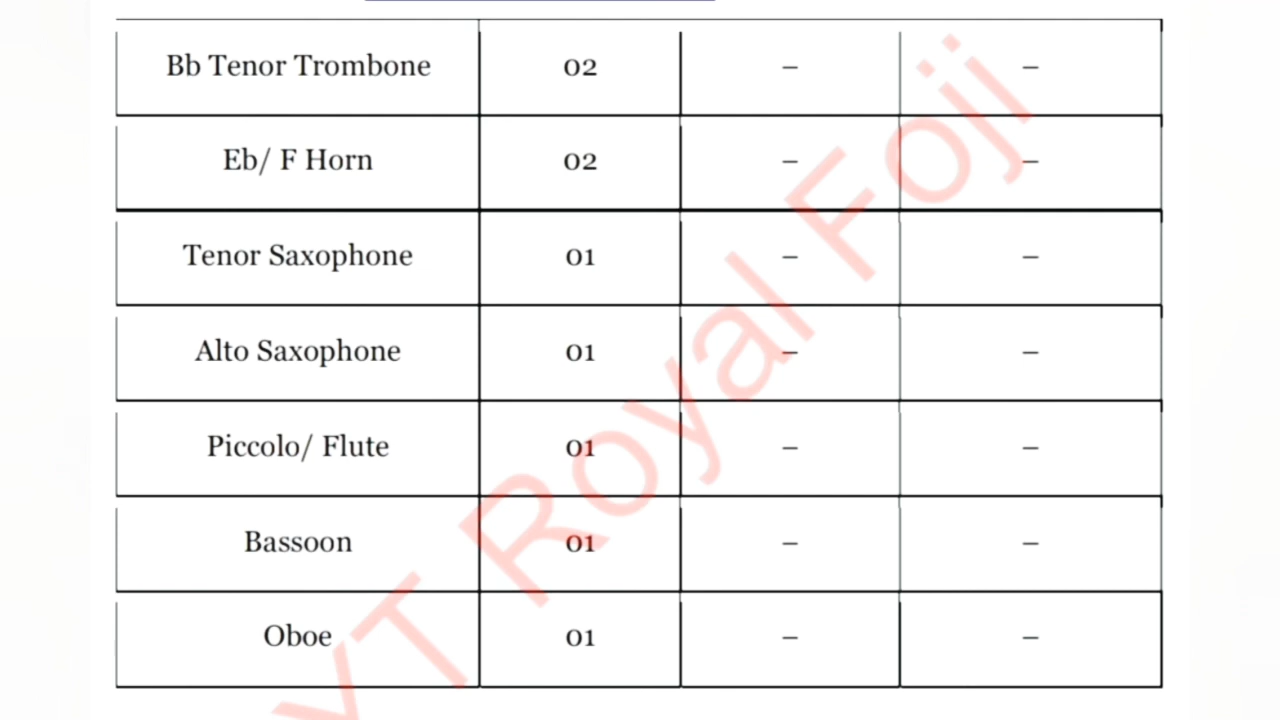 Bb Tenor Trombone 02 – –
Eb/ F Horn 02 – –
Tenor Saxophone 01 – –
Alto Saxophone 01 – –
Piccolo/ Flute 01 – –
Bassoon 01 – –
Oboe 01 – –
YT Royal Foji